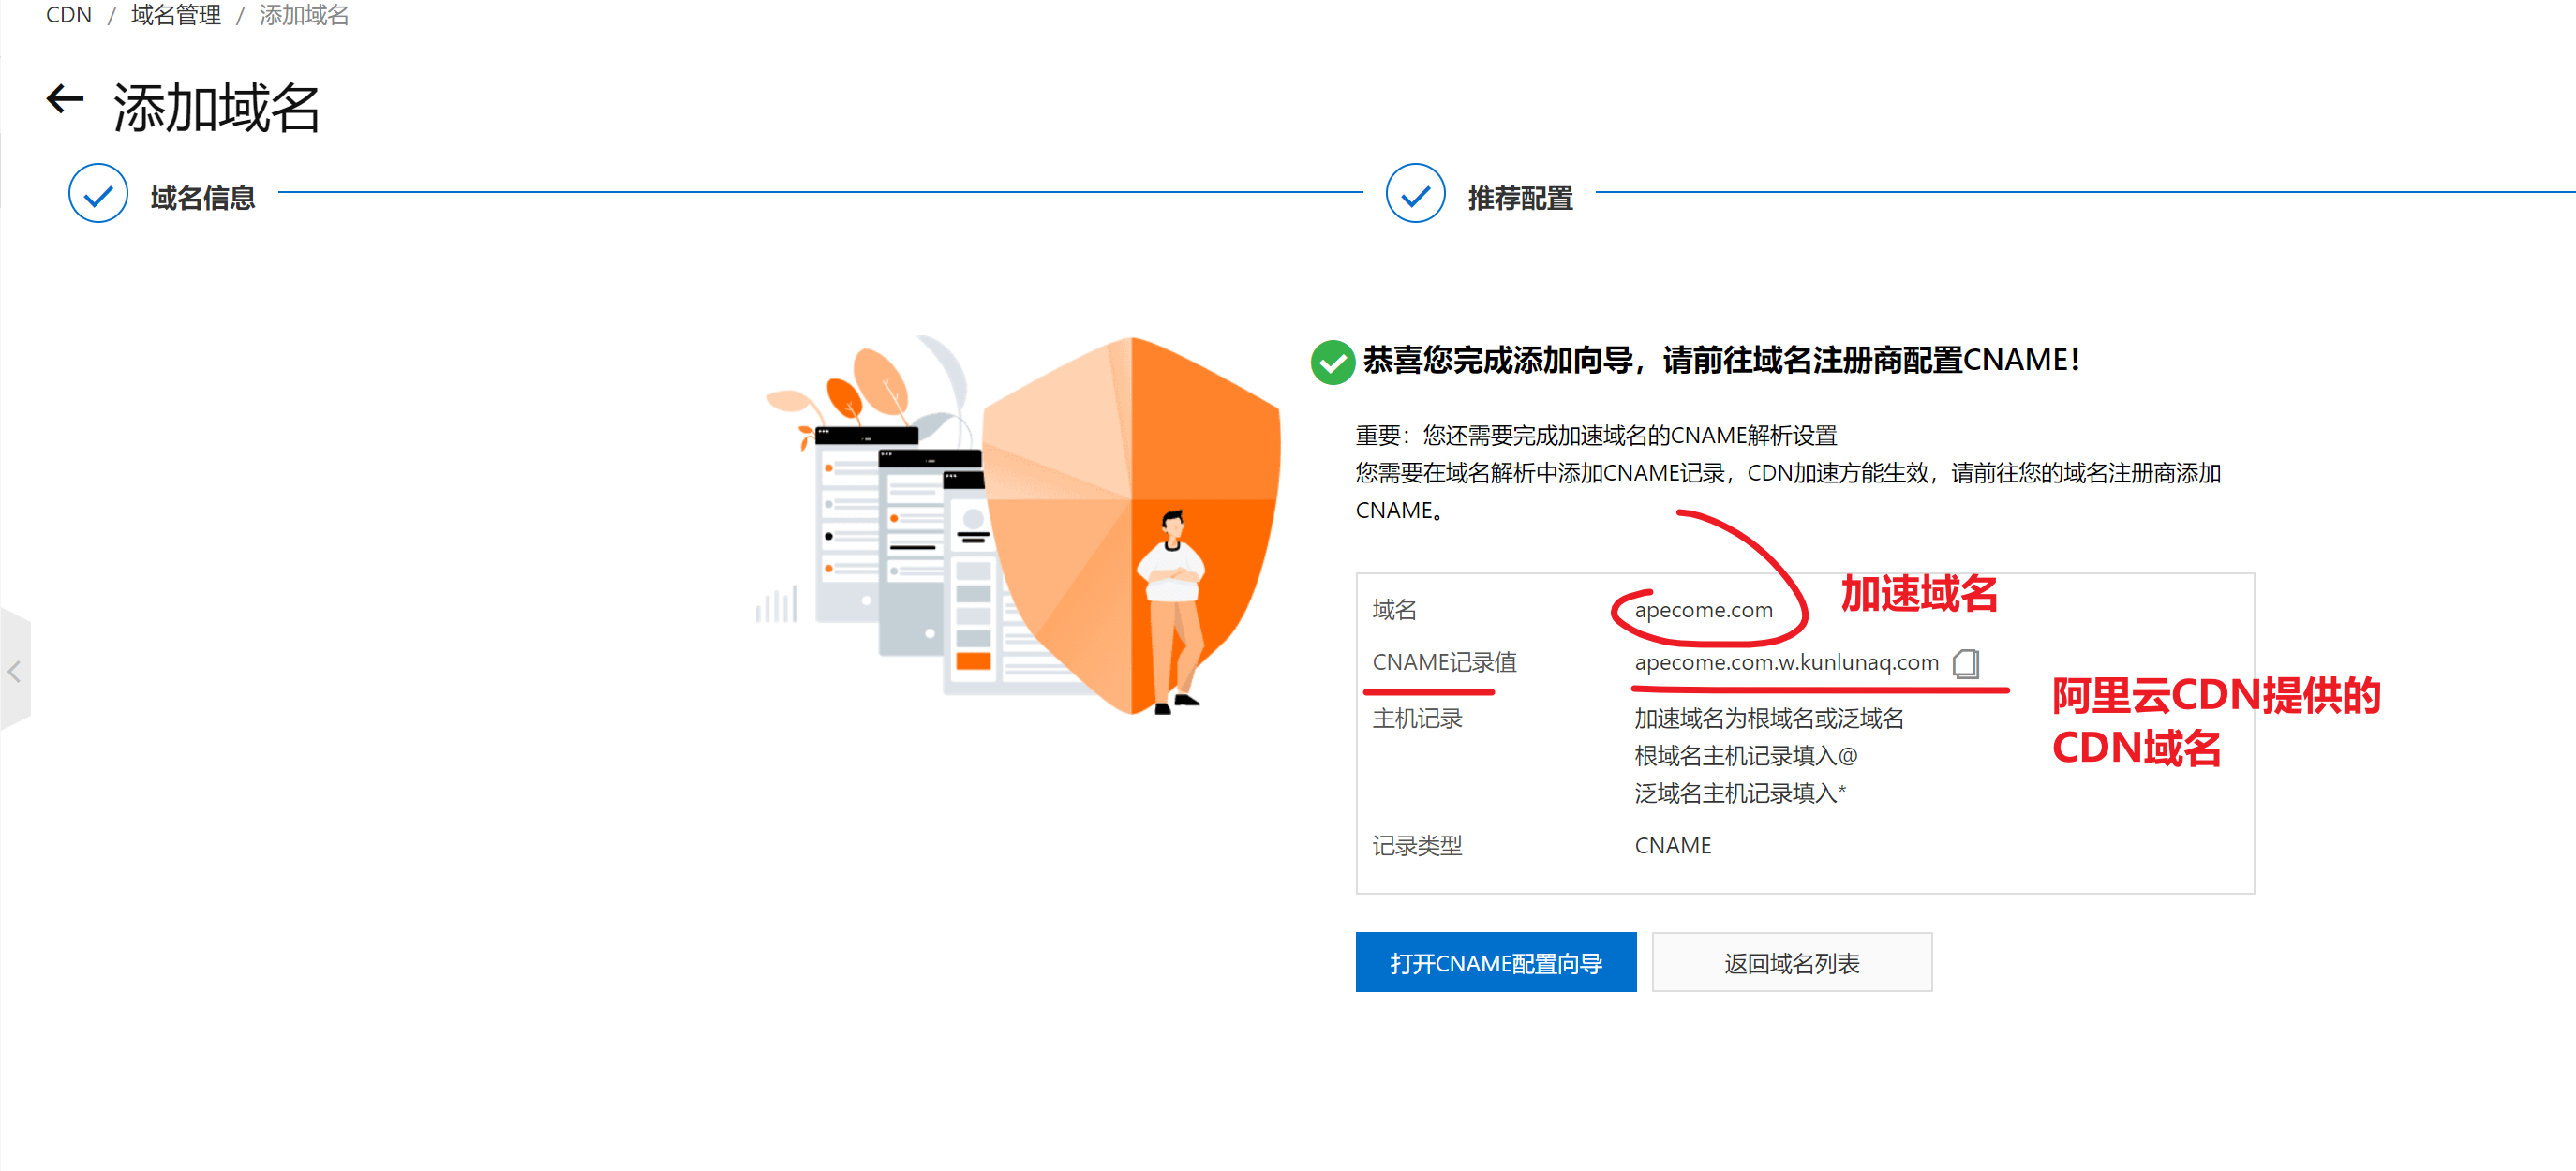 CDN / 域名管理 / 添加域名
← 添加域名
域名信息
推荐配置
恭喜您完成添加向导，请前往域名注册商配置CNAME！
重要：您还需要完成加速域名的CNAME解析设置
您需要在域名解析中添加CNAME记录，CDN加速方能生效，请前往您的域名注册商添加
CNAME。
域名 apecome.com 加速域名
CNAME记录值 apecome.com.w.kunlunaq.com
阿里云CDN提供的
CDN域名
主机记录 加速域名为根域名或泛域名
根域名主机记录填入@
泛域名主机记录填入*
记录类型 CNAME
打开CNAME配置向导 返回域名列表